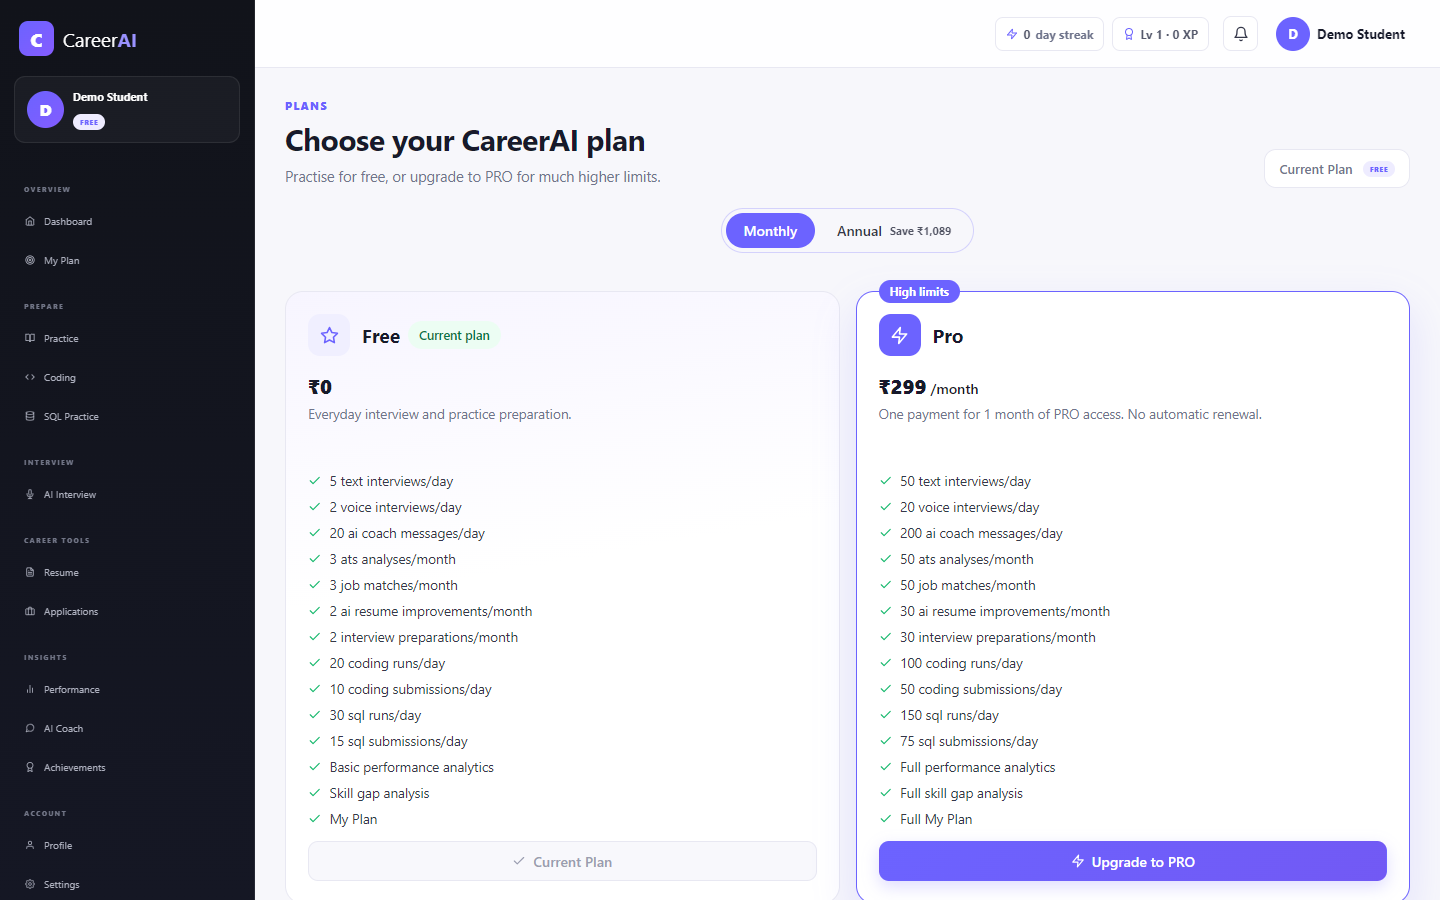 C CareerAI
D Demo Student
FREE
OVERVIEW
Dashboard
My Plan
PREPARE
Practice
Coding
SQL Practice
INTERVIEW
AI Interview
CAREER TOOLS
Resume
Applications
INSIGHTS
Performance
AI Coach
Achievements
ACCOUNT
Profile
Settings
0 day streak
Lv 1 · 0 XP
D Demo Student
PLANS
Choose your CareerAI plan
Practise for free, or upgrade to PRO for much higher limits.
Current Plan FREE
Monthly
Annual Save ₹1,089
Free Current plan
₹0
Everyday interview and practice preparation.
5 text interviews/day
2 voice interviews/day
20 ai coach messages/day
3 ats analyses/month
3 job matches/month
2 ai resume improvements/month
2 interview preparations/month
20 coding runs/day
10 coding submissions/day
30 sql runs/day
15 sql submissions/day
Basic performance analytics
Skill gap analysis
My Plan
Current Plan
High limits
Pro
₹299 /month
One payment for 1 month of PRO access. No automatic renewal.
50 text interviews/day
20 voice interviews/day
200 ai coach messages/day
50 ats analyses/month
50 job matches/month
30 ai resume improvements/month
30 interview preparations/month
100 coding runs/day
50 coding submissions/day
150 sql runs/day
75 sql submissions/day
Full performance analytics
Full skill gap analysis
Full My Plan
Upgrade to PRO